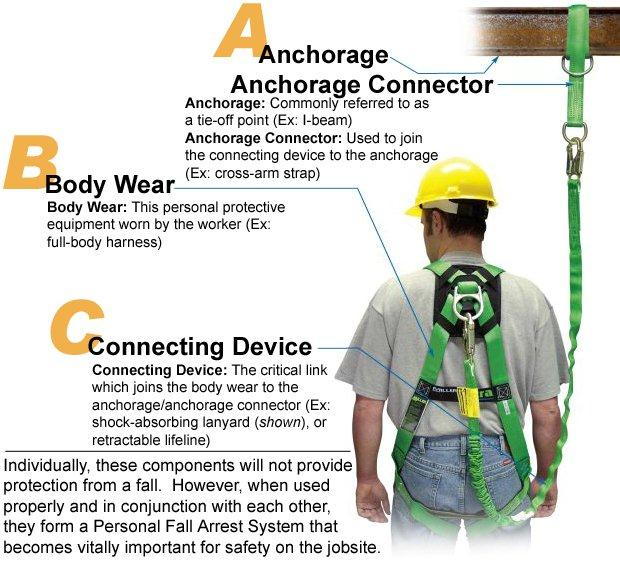 A
Anchorage
Anchorage Connector
Anchorage: Commonly referred to as
a tie-off point (Ex: I-beam)
Anchorage Connector: Used to join
the connecting device to the anchorage
(Ex: cross-arm strap)
B
Body Wear
Body Wear: This personal protective
equipment worn by the worker (Ex:
full-body harness)
C
Connecting Device
Connecting Device: The critical link
which joins the body wear to the
anchorage/anchorage connector (Ex:
shock-absorbing lanyard (shown), or
retractable lifeline)
Individually, these components will not provide
protection from a fall.  However, when used
properly and in conjunction with each other,
they form a Personal Fall Arrest System that
becomes vitally important for safety on the jobsite.